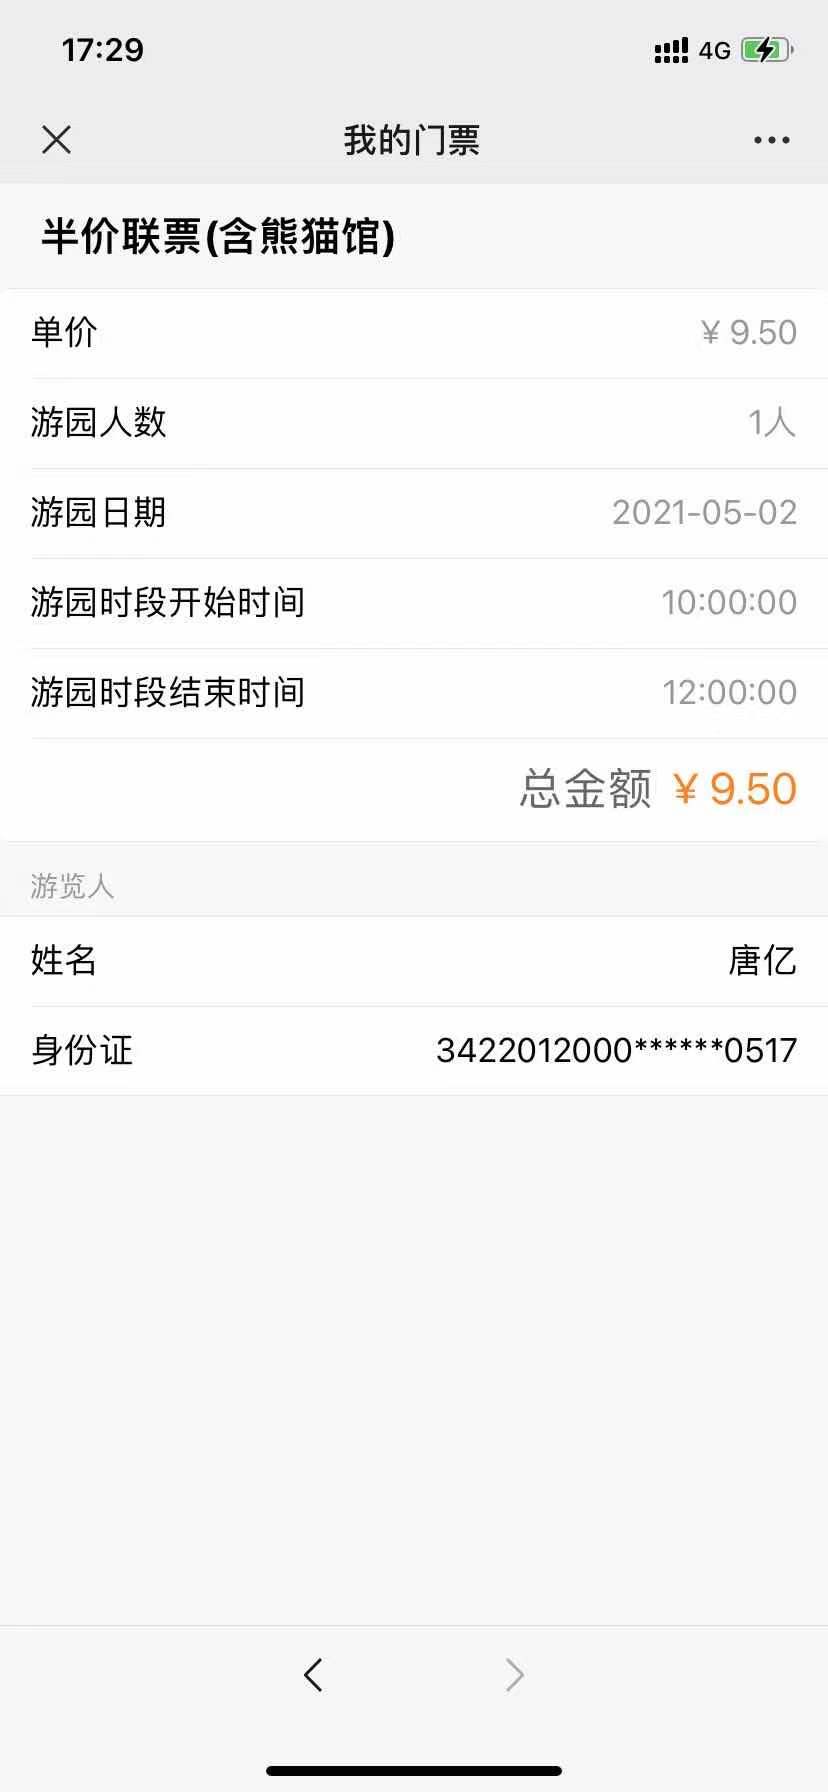 17:29 4G
我的门票
半价联票(含熊猫馆)
单价 ¥ 9.50
游园人数 1人
游园日期 2021-05-02
游园时段开始时间 10:00:00
游园时段结束时间 12:00:00
总金额 ¥ 9.50
游览人
姓名 唐亿
身份证 3422012000******0517